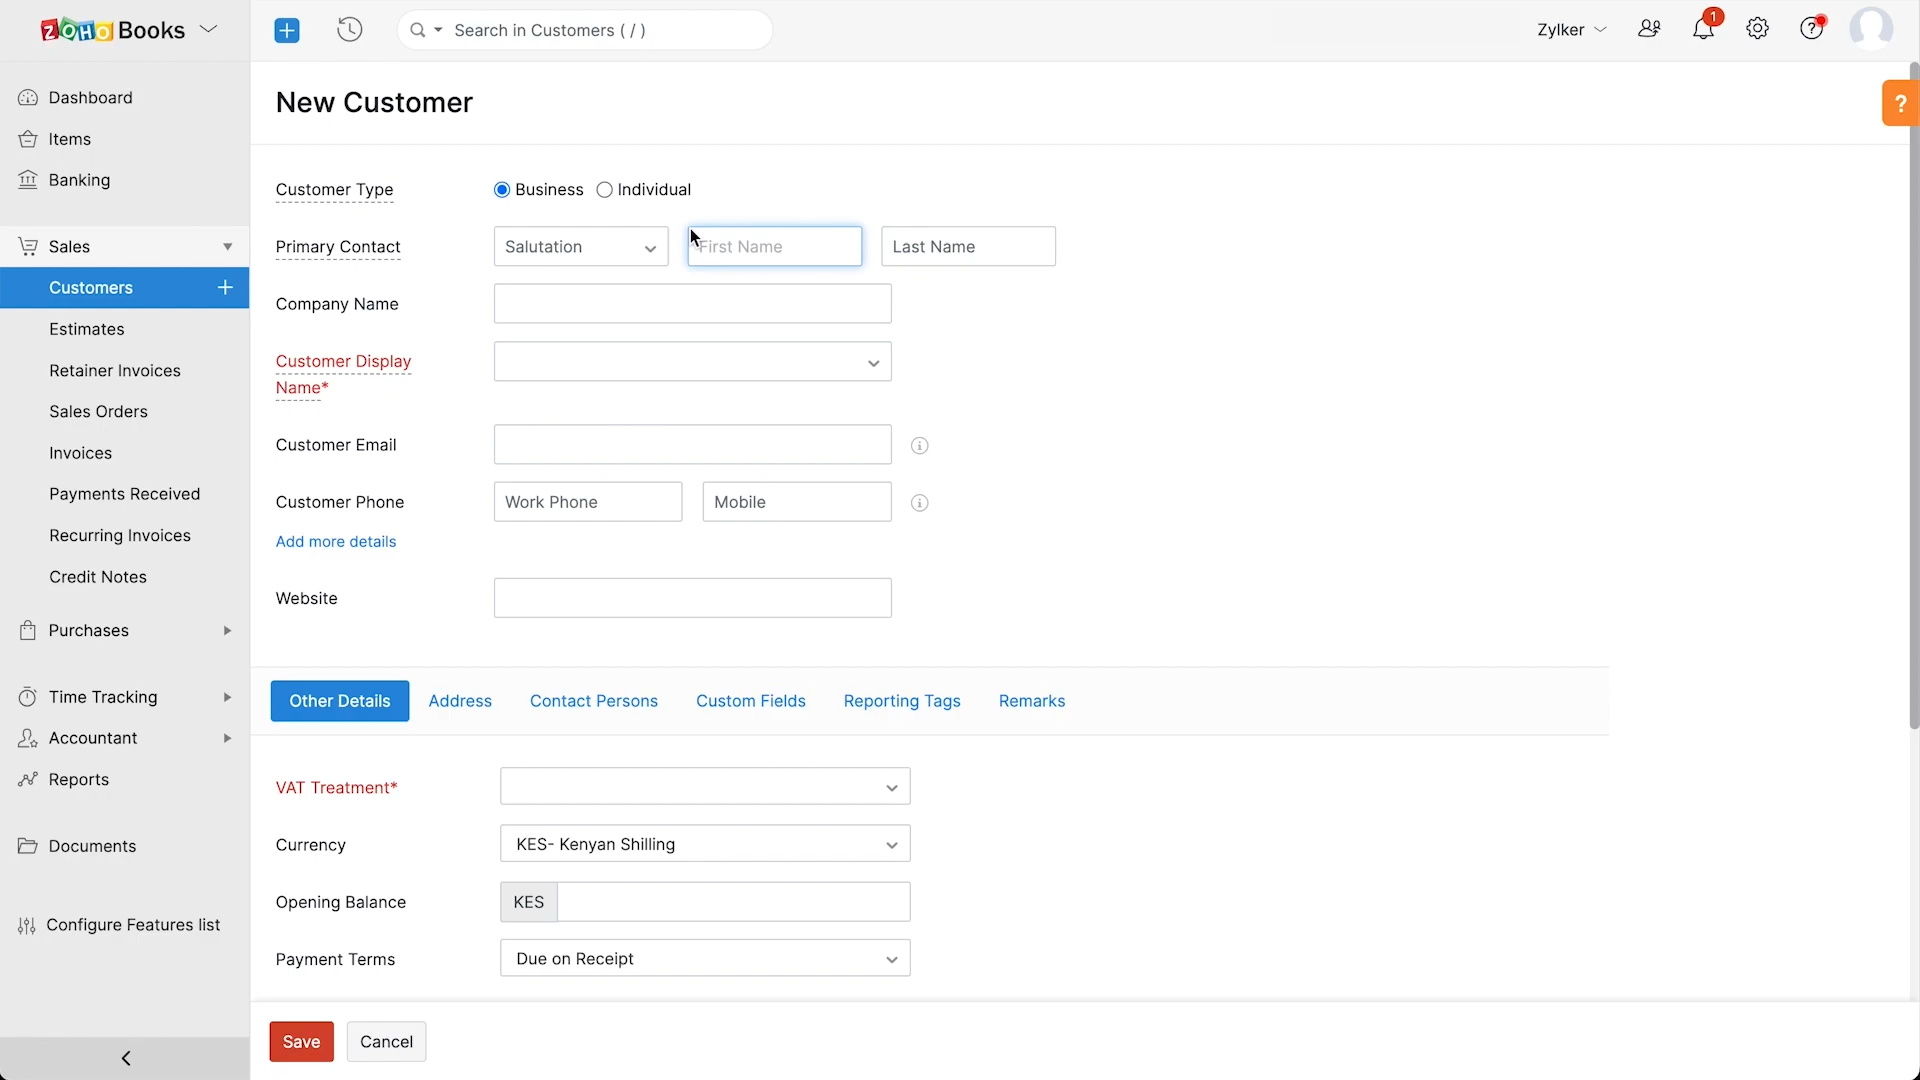 ZOHO Books
Search in Customers ( / )
Zylker
1
Dashboard
Items
Banking
Sales
Customers
Estimates
Retainer Invoices
Sales Orders
Invoices
Payments Received
Recurring Invoices
Credit Notes
Purchases
Time Tracking
Accountant
Reports
Documents
Configure Features list
New Customer
?
Customer Type
Business
Individual
Primary Contact
Salutation
First Name
Last Name
Company Name
Customer Display
Name*
Customer Email
Customer Phone
Work Phone
Mobile
Add more details
Website
Other Details
Address
Contact Persons
Custom Fields
Reporting Tags
Remarks
VAT Treatment*
Currency
KES- Kenyan Shilling
Opening Balance
KES
Payment Terms
Due on Receipt
Save
Cancel